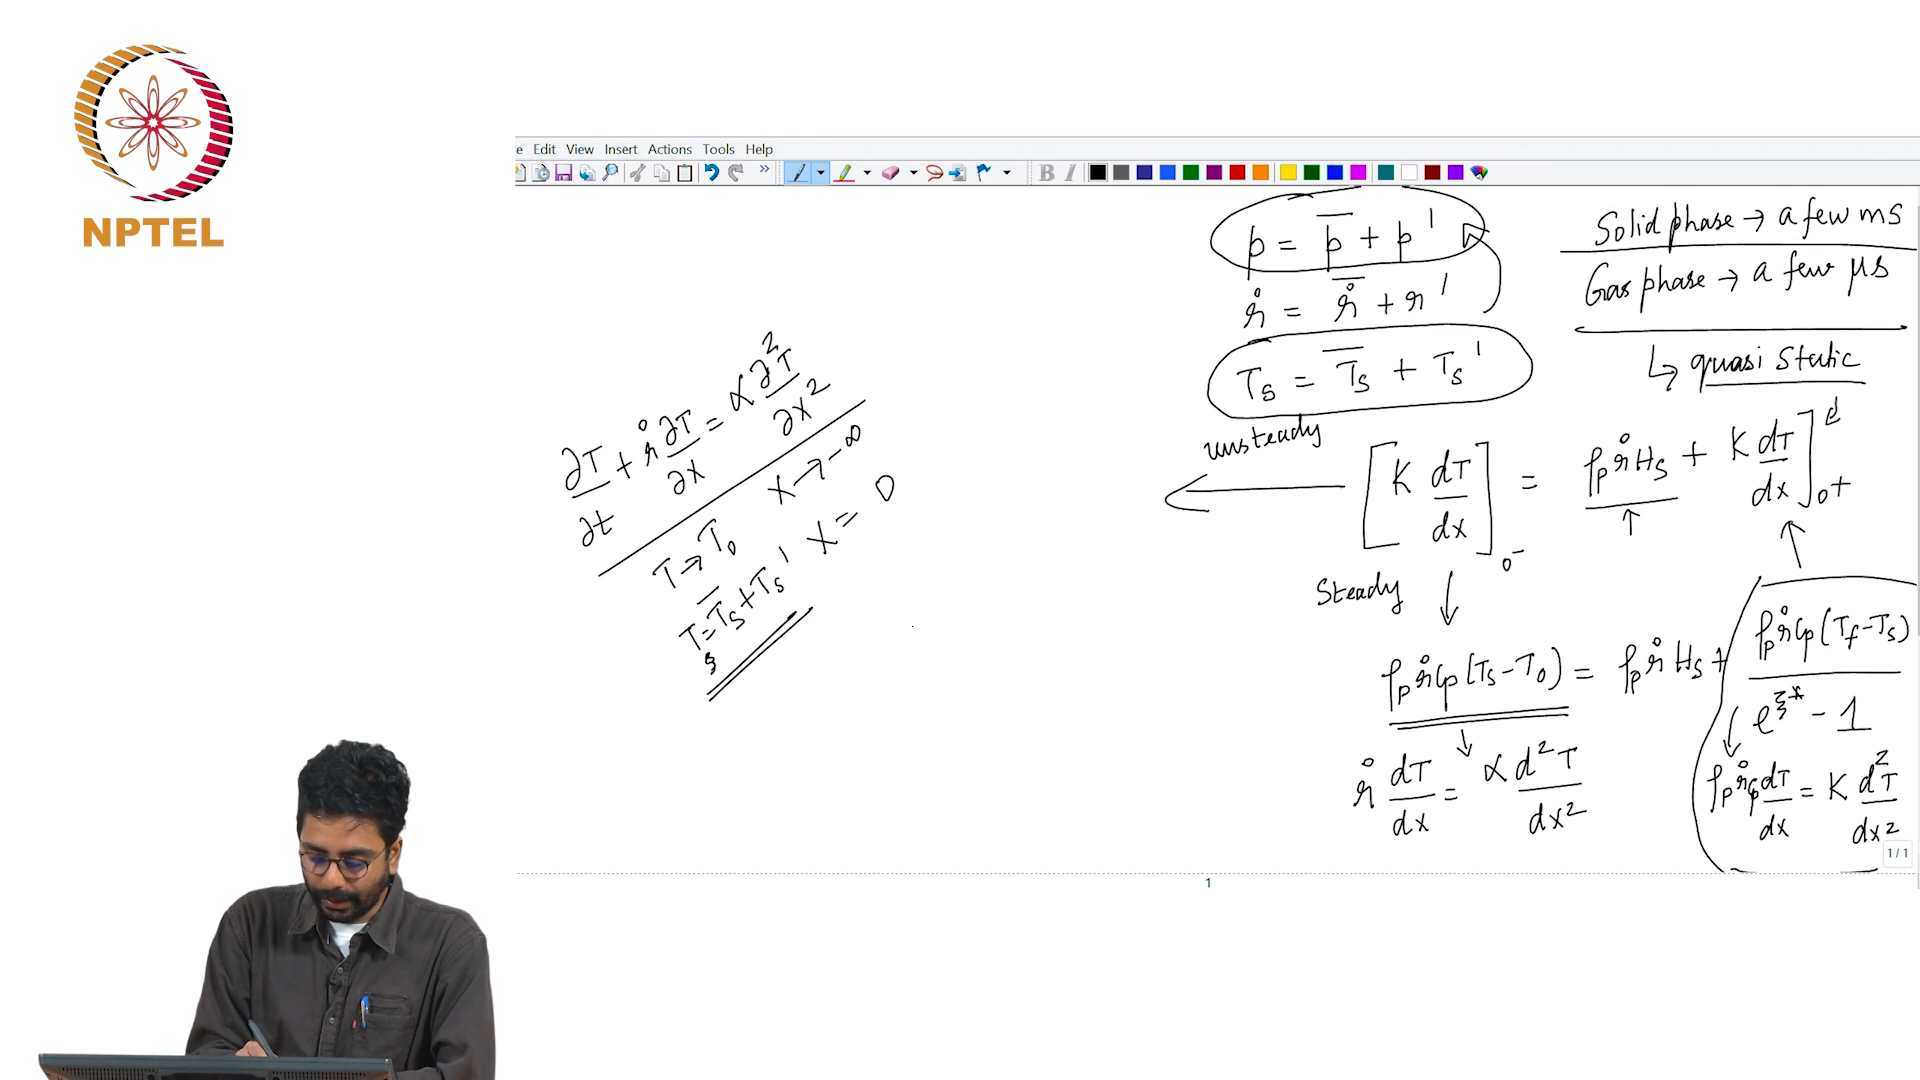 NPTEL
e Edit View Insert Actions Tools Help
p = p̅ + p'
ṙ = ṙ̅ + r'
Ts = T̅s + Ts'
Solid phase → a few ms
Gas phase → a few μs
↳ quasi static
∂T/∂t + ṙ ∂T/∂x = α ∂²T/∂x²
T → T₀ x → -∞
Ts = T̅s + Ts' x = 0
unsteady
[K dT/dx]₀- = ρp ṙ Hs + K dT/dx]₀+
Steady
ρp ṙ Cp (Ts - T₀) = ρp ṙ Hs + ρp ṙ Cp (Tf - Ts) / (e^ξ* - 1)
ṙ dT/dx = α d²T/dx²
ρp ṙ Cp dT/dx = K d²T/dx²
1/1
1